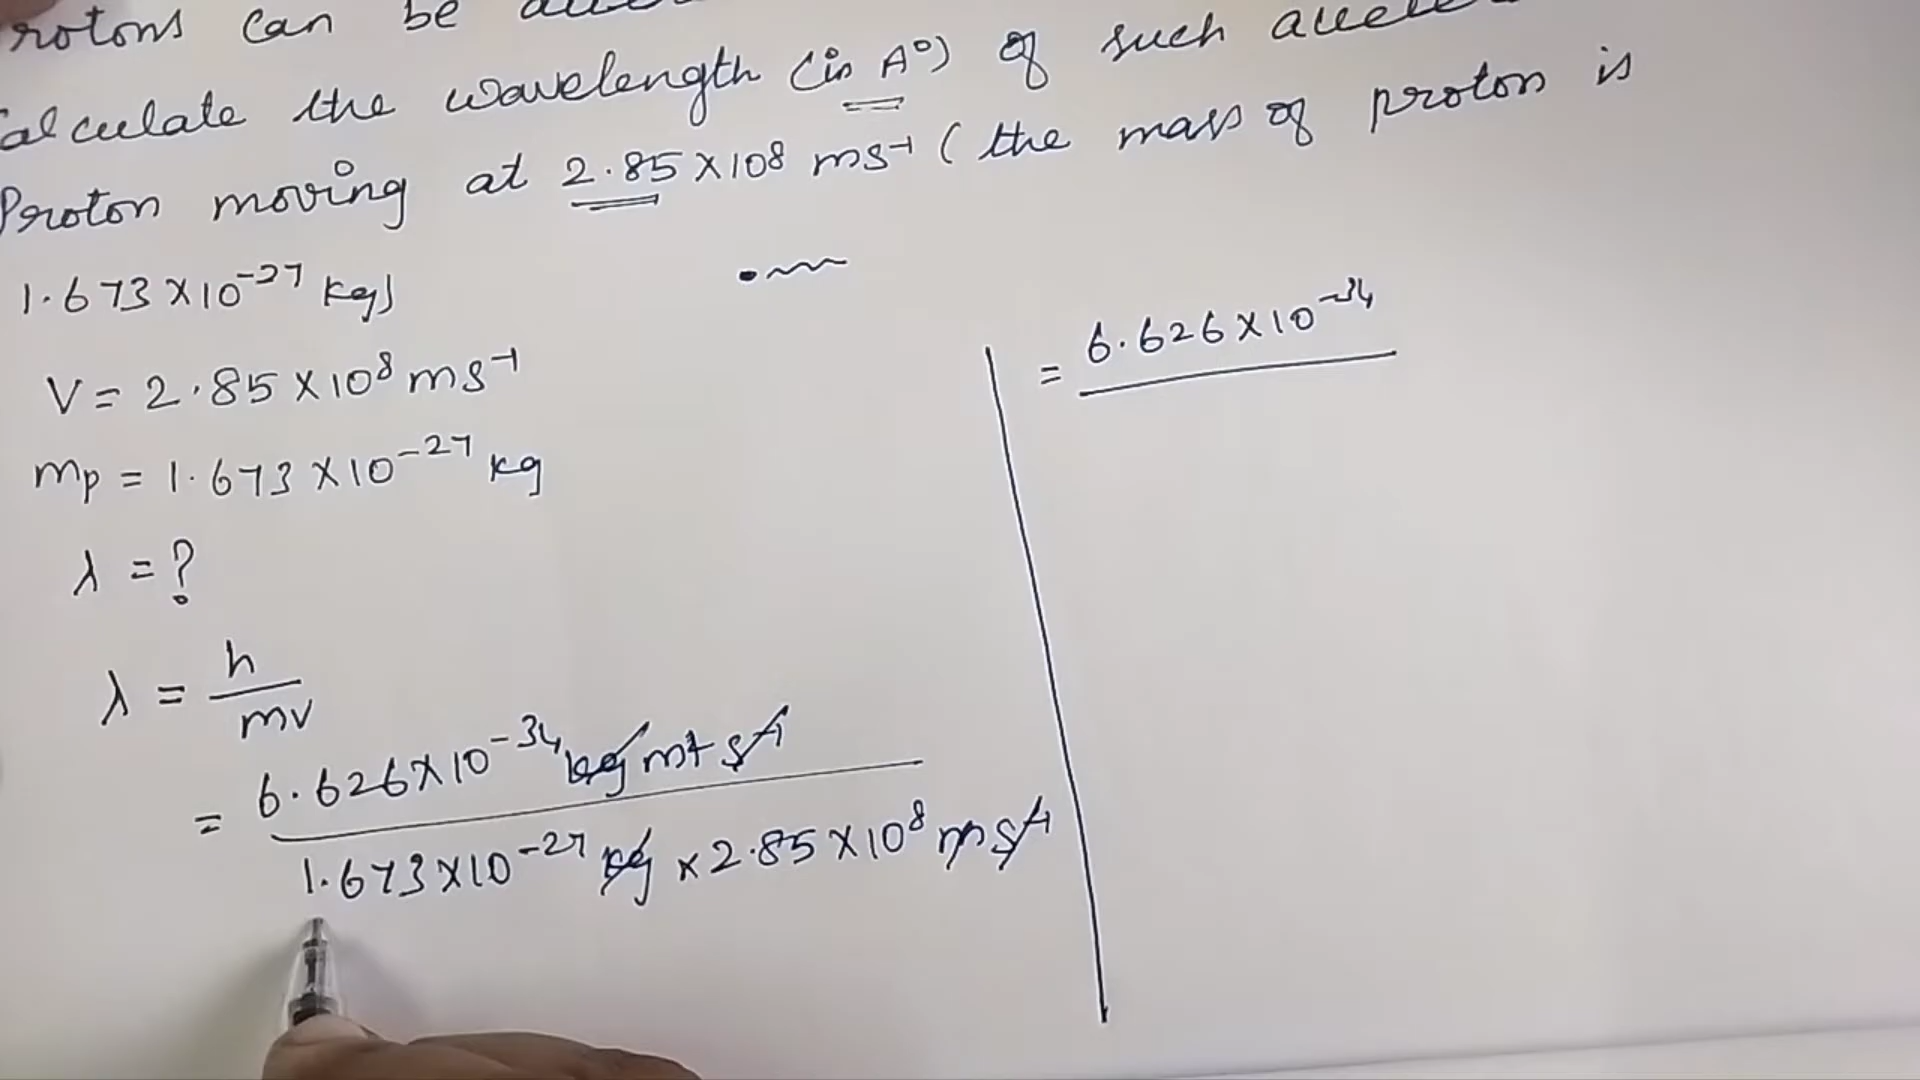 rotons can be
alculate the wavelength (in A°) of such accele
Proton moving at 2.85 × 10⁸ ms⁻¹ (the mass of proton is
1.673 × 10⁻²⁷ kg)
V = 2.85 × 10⁸ ms⁻¹
mp = 1.673 × 10⁻²⁷ kg
λ = ?
λ = h/mv
= 6.626 × 10⁻³⁴ kg m² s⁻¹
1.673 × 10⁻²⁷ kg × 2.85 × 10⁸ m s⁻¹
= 6.626 × 10⁻³⁴